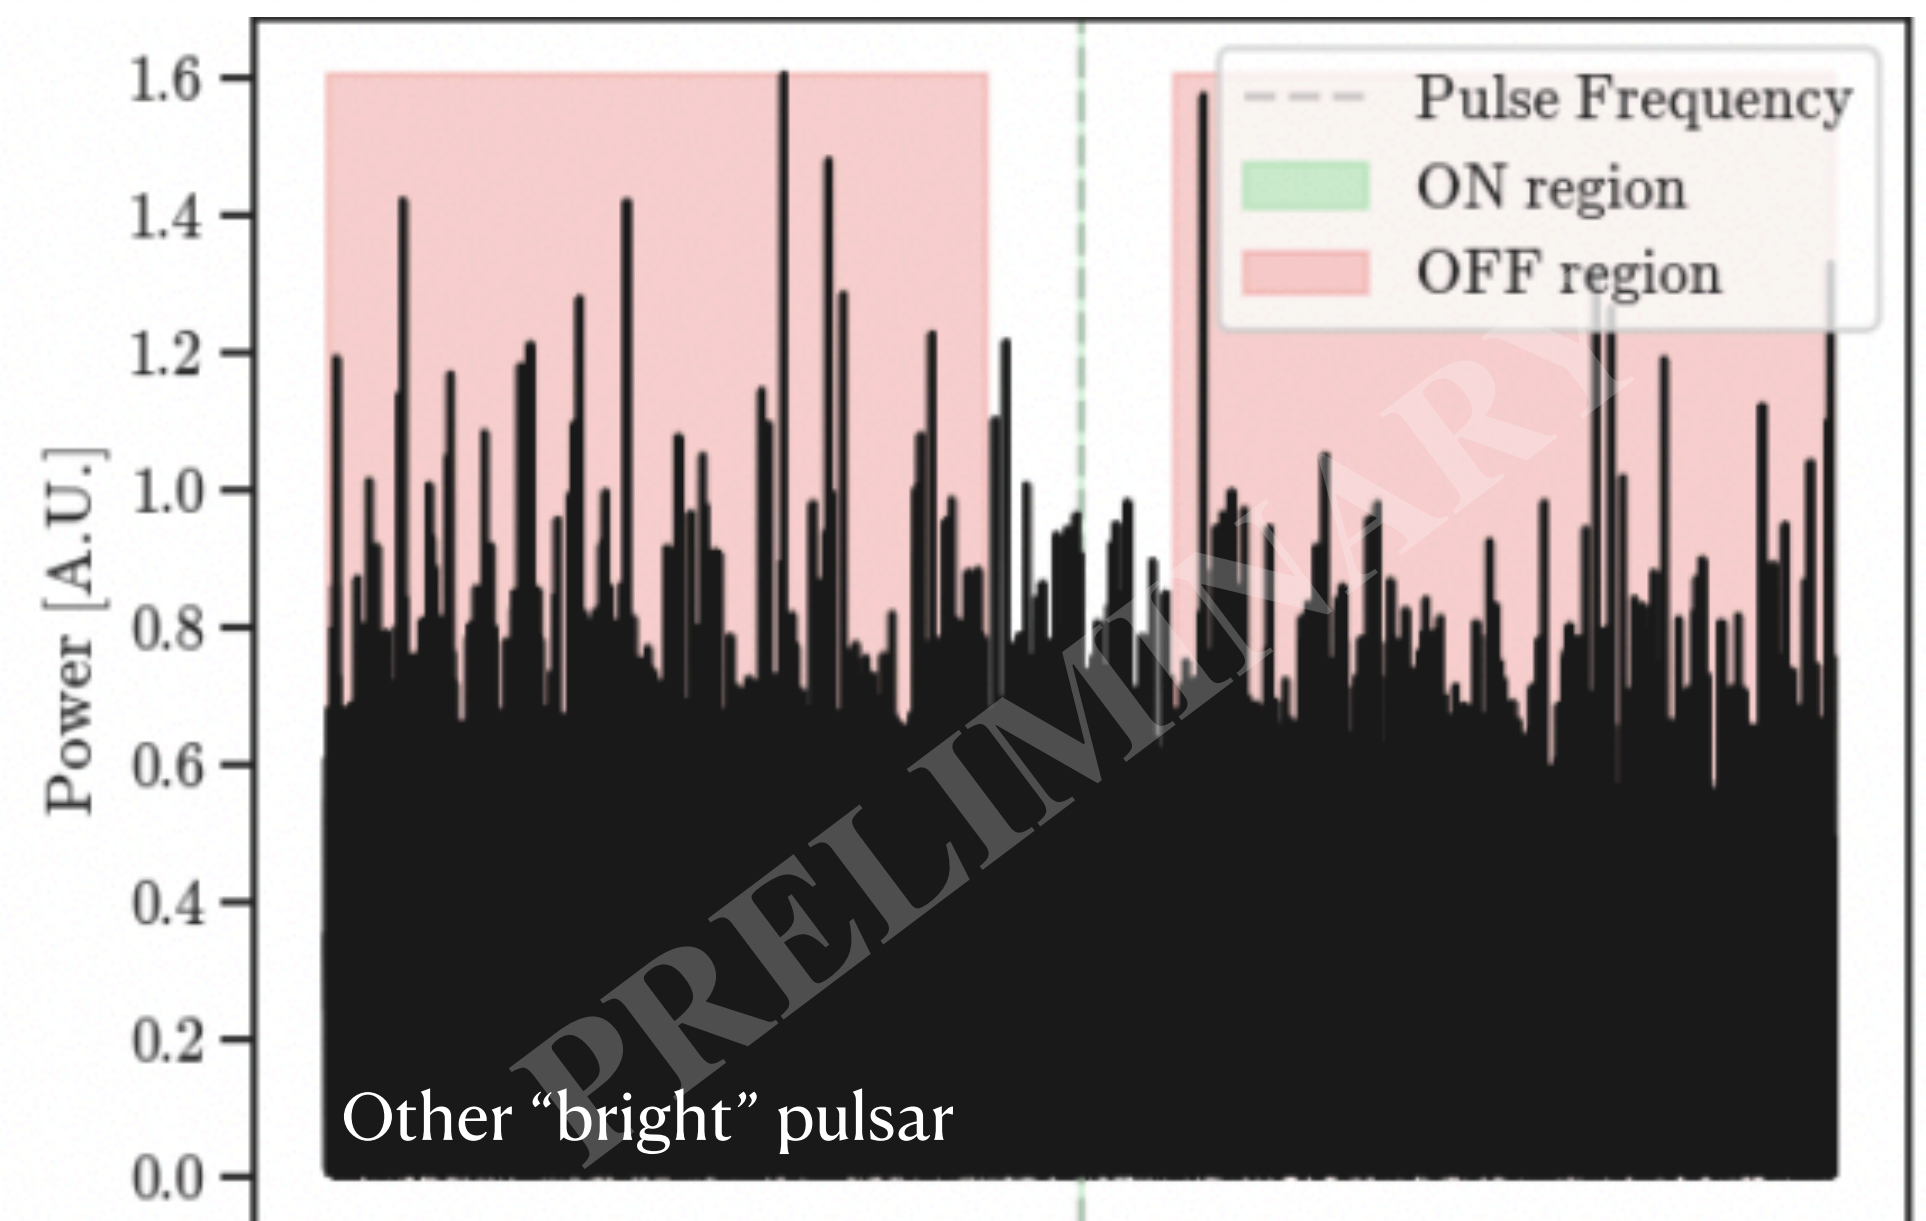 Power [A.U.]
1.6
1.4
1.2
1.0
0.8
0.6
0.4
0.2
0.0
Pulse Frequency
ON region
OFF region
PRELIMINARY
Other “bright” pulsar